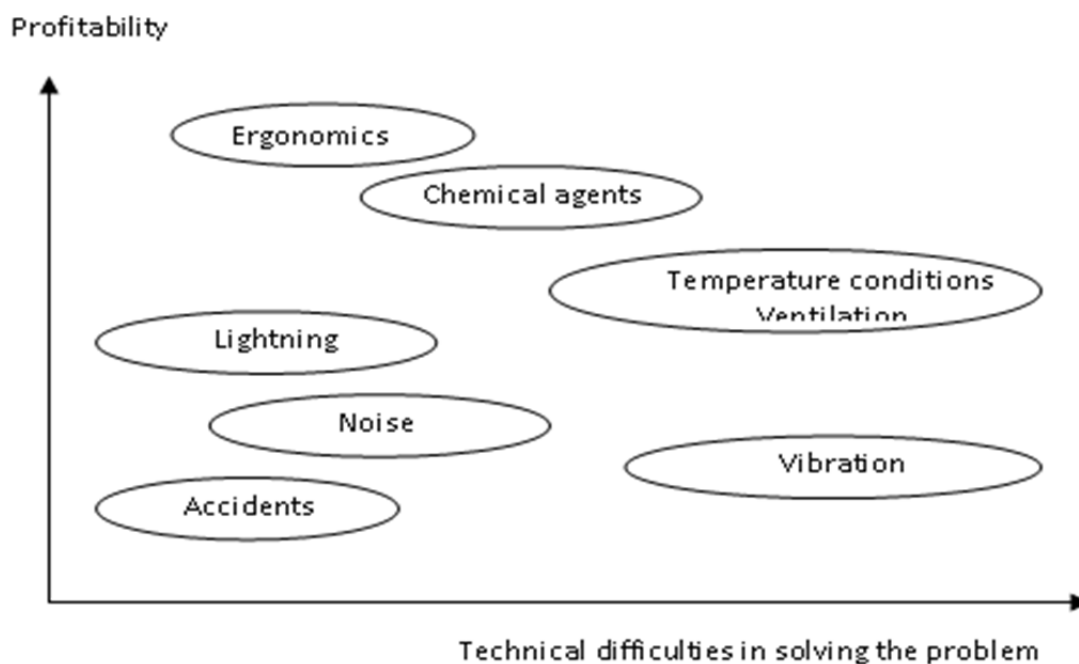 Profitability
Ergonomics
Chemical agents
Temperature conditions
Ventilation
Lightning
Noise
Vibration
Accidents
Technical difficulties in solving the problem